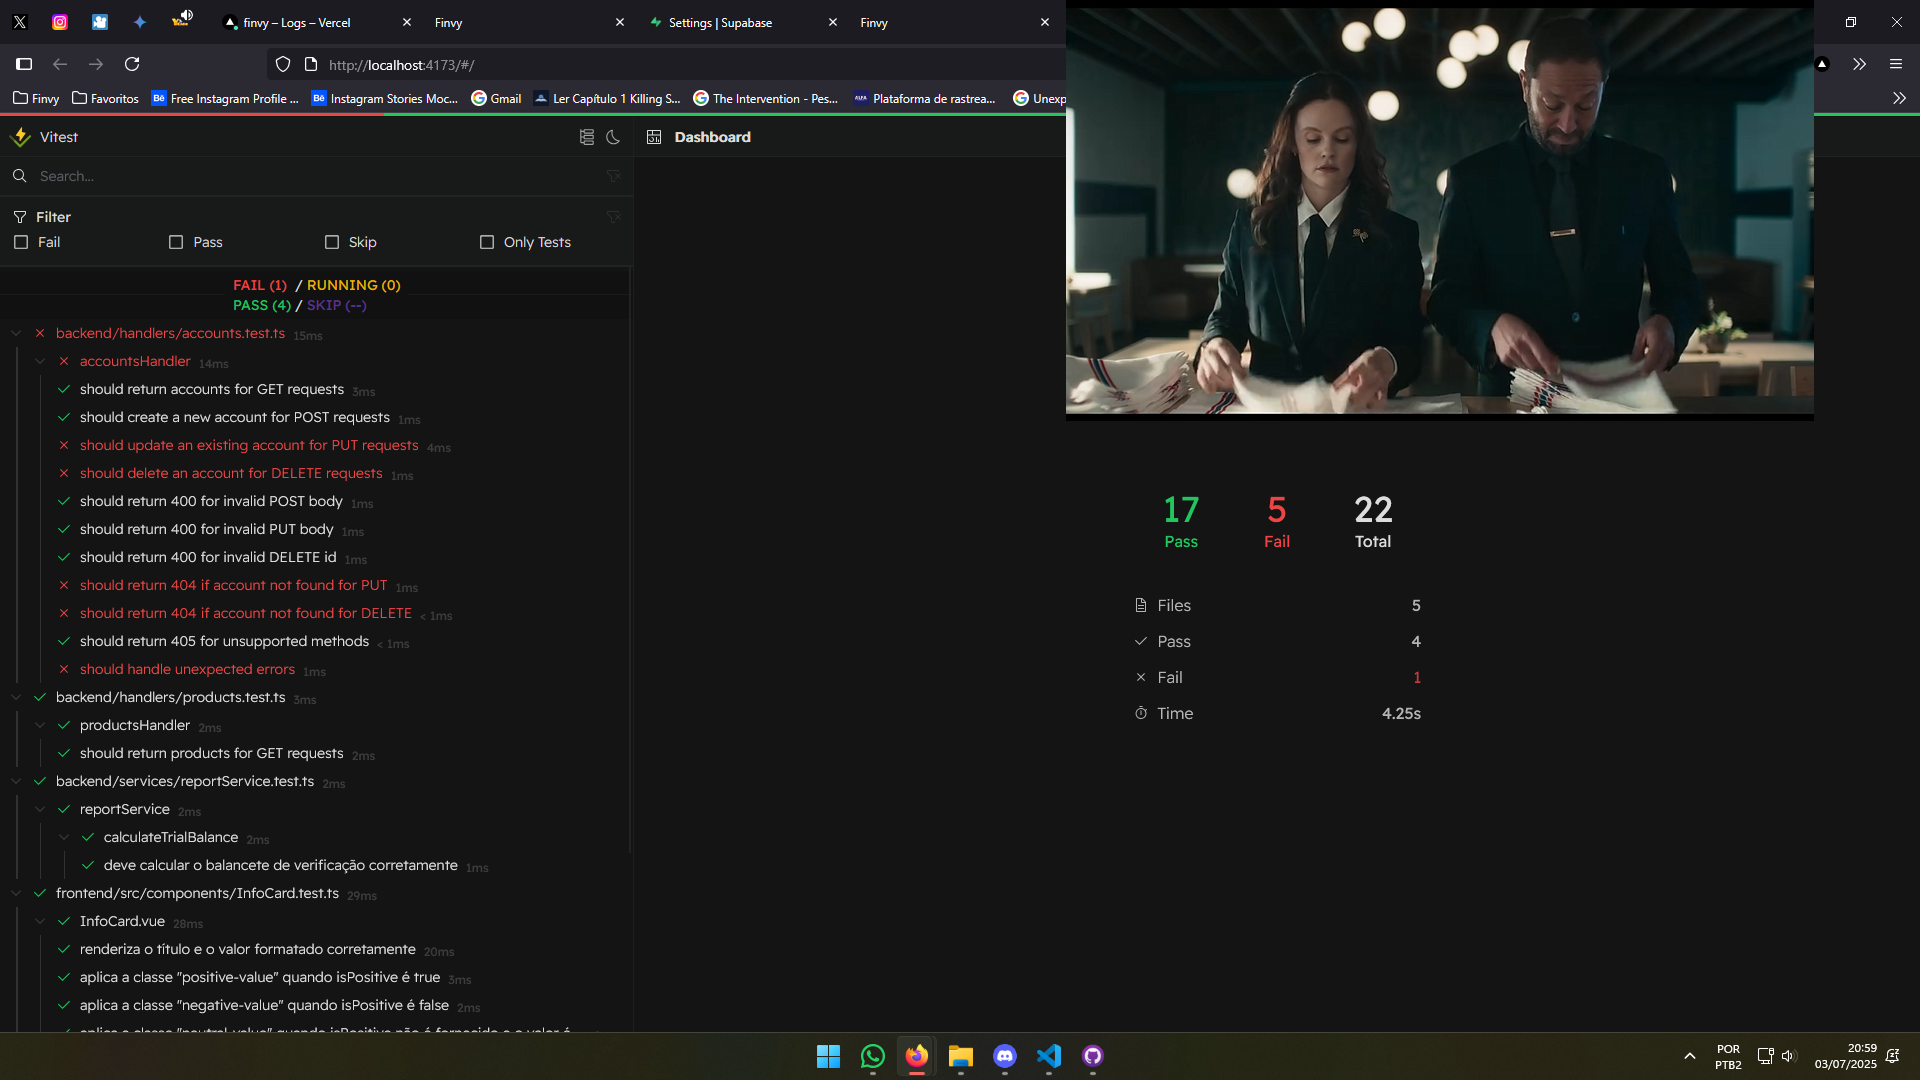 finvy – Logs – Vercel
Finvy
Settings | Supabase
Finvy
http://localhost:4173/#/
Finvy
Favoritos
Free Instagram Profile ...
Instagram Stories Moc...
Gmail
Ler Capítulo 1 Killing S...
The Intervention - Pes...
Plataforma de rastrea...
Unexp
Vitest
Dashboard
Search...
Filter
Fail
Pass
Skip
Only Tests
FAIL (1) / RUNNING (0)
PASS (4) / SKIP (--)
backend/handlers/accounts.test.ts 15ms
accountsHandler 14ms
should return accounts for GET requests 3ms
should create a new account for POST requests 1ms
should update an existing account for PUT requests 4ms
should delete an account for DELETE requests 1ms
should return 400 for invalid POST body 1ms
should return 400 for invalid PUT body 1ms
should return 400 for invalid DELETE id 1ms
should return 404 if account not found for PUT 1ms
should return 404 if account not found for DELETE < 1ms
should return 405 for unsupported methods < 1ms
should handle unexpected errors 1ms
backend/handlers/products.test.ts 3ms
productsHandler 2ms
should return products for GET requests 2ms
backend/services/reportService.test.ts 2ms
reportService 2ms
calculateTrialBalance 2ms
deve calcular o balancete de verificação corretamente 1ms
frontend/src/components/InfoCard.test.ts 29ms
InfoCard.vue 28ms
renderiza o título e o valor formatado corretamente 20ms
aplica a classe "positive-value" quando isPositive é true 3ms
aplica a classe "negative-value" quando isPositive é false 2ms
aplica a classe "neutral-value" quando isPositive não é fornecido e o valor é
17
Pass
5
Fail
22
Total
Files 5
Pass 4
Fail 1
Time 4.25s
POR
PTB2
20:59
03/07/2025